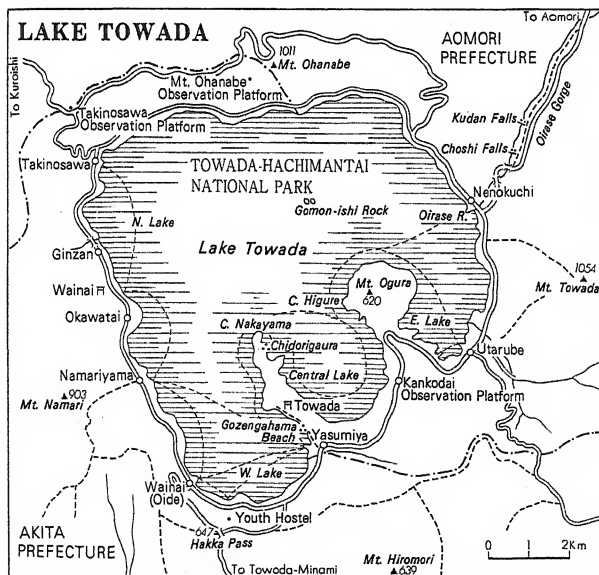 LAKE TOWADA
To Aomori
AOMORI
PREFECTURE
1011
Mt. Ohanabe
Mt. Ohanabe
Observation Platform
To Kuroishi
Takinosawa
Observation Platform
Kudan Falls
Oirase Gorge
Choshi Falls
Takinosawa
TOWADA-HACHIMANTAI
NATIONAL PARK
Nenokuchi
Gomon-ishi Rock
Oirase R.
N. Lake
Lake Towada
Ginzan
1054
Mt. Towada
Mt. Ogura
620
Wainai
C. Higure
E. Lake
Okawatai
C. Nakayama
Chidorigaura
Utarube
Central Lake
Namariyama
Kankodai
Observation Platform
903
Mt. Namari
Towada
Gozengahama
Beach
Yasumiya
W. Lake
Wainai
(Oide)
Youth Hostel
AKITA
PREFECTURE
647
Hakka Pass
0 1 2Km
Mt. Hiromori
639
To Towoda-Minami